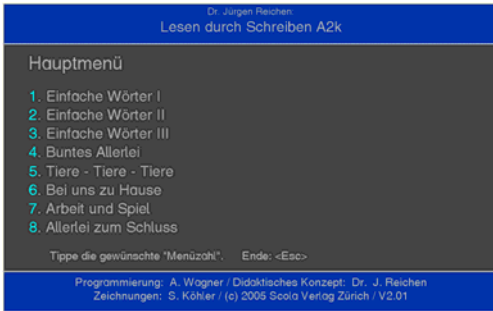 Dr. Jürgen Reichen:
Lesen durch Schreiben A2k
Hauptmenü
1. Einfache Wörter I
2. Einfache Wörter II
3. Einfache Wörter III
4. Buntes Allerlei
5. Tiere - Tiere - Tiere
6. Bei uns zu Hause
7. Arbeit und Spiel
8. Allerlei zum Schluss
Tippe die gewünschte "Menüzahl". Ende: <Esc>
Programmierung: A. Wagner / Didaktisches Konzept: Dr. J. Reichen
Zeichnungen: S. Köhler / (c) 2005 Scola Verlag Zürich / V2.01